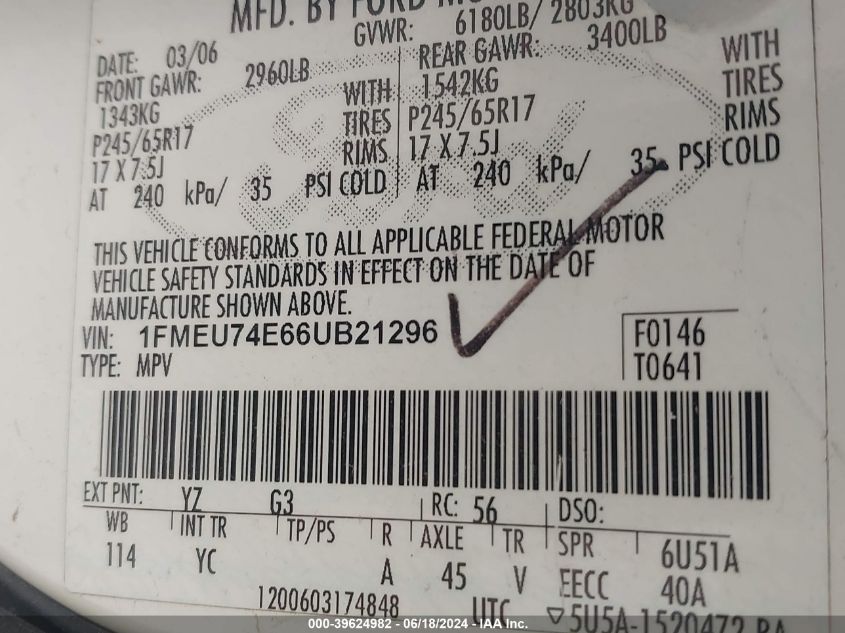 MFD. BY FORD MO
GVWR: 6180LB/ 2803KG
DATE: 03/06
FRONT GAWR: 2960LB
1343KG WITH
P245/65R17 TIRES
17 X 7.5J RIMS
AT 240 kPa/ 35 PSI COLD
REAR GAWR: 3400LB
1542KG WITH
P245/65R17 TIRES
17 X 7.5J RIMS
AT 240 kPa/ 35 PSI COLD
THIS VEHICLE CONFORMS TO ALL APPLICABLE FEDERAL MOTOR
VEHICLE SAFETY STANDARDS IN EFFECT ON THE DATE OF
MANUFACTURE SHOWN ABOVE.
VIN: 1FMEU74E66UB21296
TYPE: MPV
F0146
T0641
EXT PNT: YZ G3 RC: 56 DSO:
WB INT TR TP/PS R AXLE TR SPR 6U51A
114 YC A 45 V EECC 40A
1200603174848 UTC ▽5U5A-1520472-BA
000-39624982 - 06/18/2024 - IAA Inc.